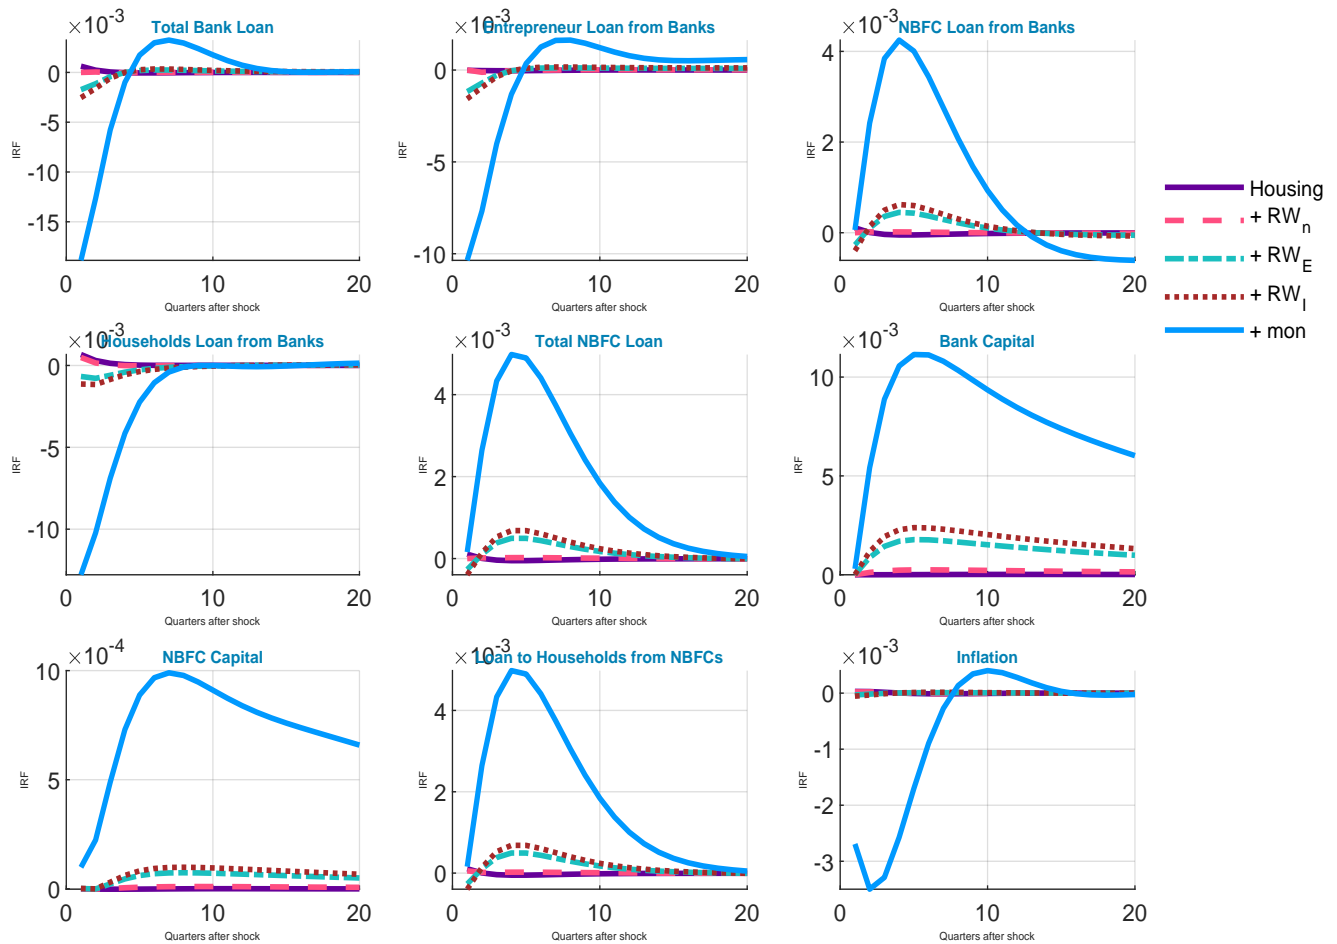 ×10^-3
Total Bank Loan
0
-5
-10
-15
IRF
0
10
20
Quarters after shock
×10^-3
Entrepreneur Loan from Banks
0
-5
-10
IRF
0
10
20
Quarters after shock
×10^-3
NBFC Loan from Banks
4
2
0
IRF
0
10
20
Quarters after shock
Housing
+ RW_n
+ RW_E
+ RW_I
+ mon
×10^-3
Households Loan from Banks
0
-5
-10
IRF
0
10
20
Quarters after shock
×10^-3
Total NBFC Loan
4
2
0
IRF
0
10
20
Quarters after shock
×10^-3
Bank Capital
10
5
0
IRF
0
10
20
Quarters after shock
×10^-4
NBFC Capital
10
5
0
IRF
0
10
20
Quarters after shock
×10^-3
Loan to Households from NBFCs
4
2
0
IRF
0
10
20
Quarters after shock
×10^-3
Inflation
0
-1
-2
-3
IRF
0
10
20
Quarters after shock